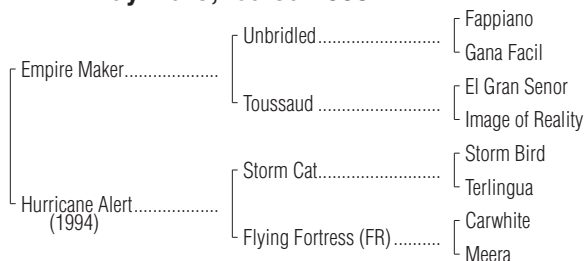 Fappiano
Unbridled
Gana Facil
Empire Maker
El Gran Senor
Toussaud
Image of Reality
Storm Bird
Storm Cat
Terlingua
Hurricane Alert
(1994)
Carwhite
Flying Fortress (FR)
Meera